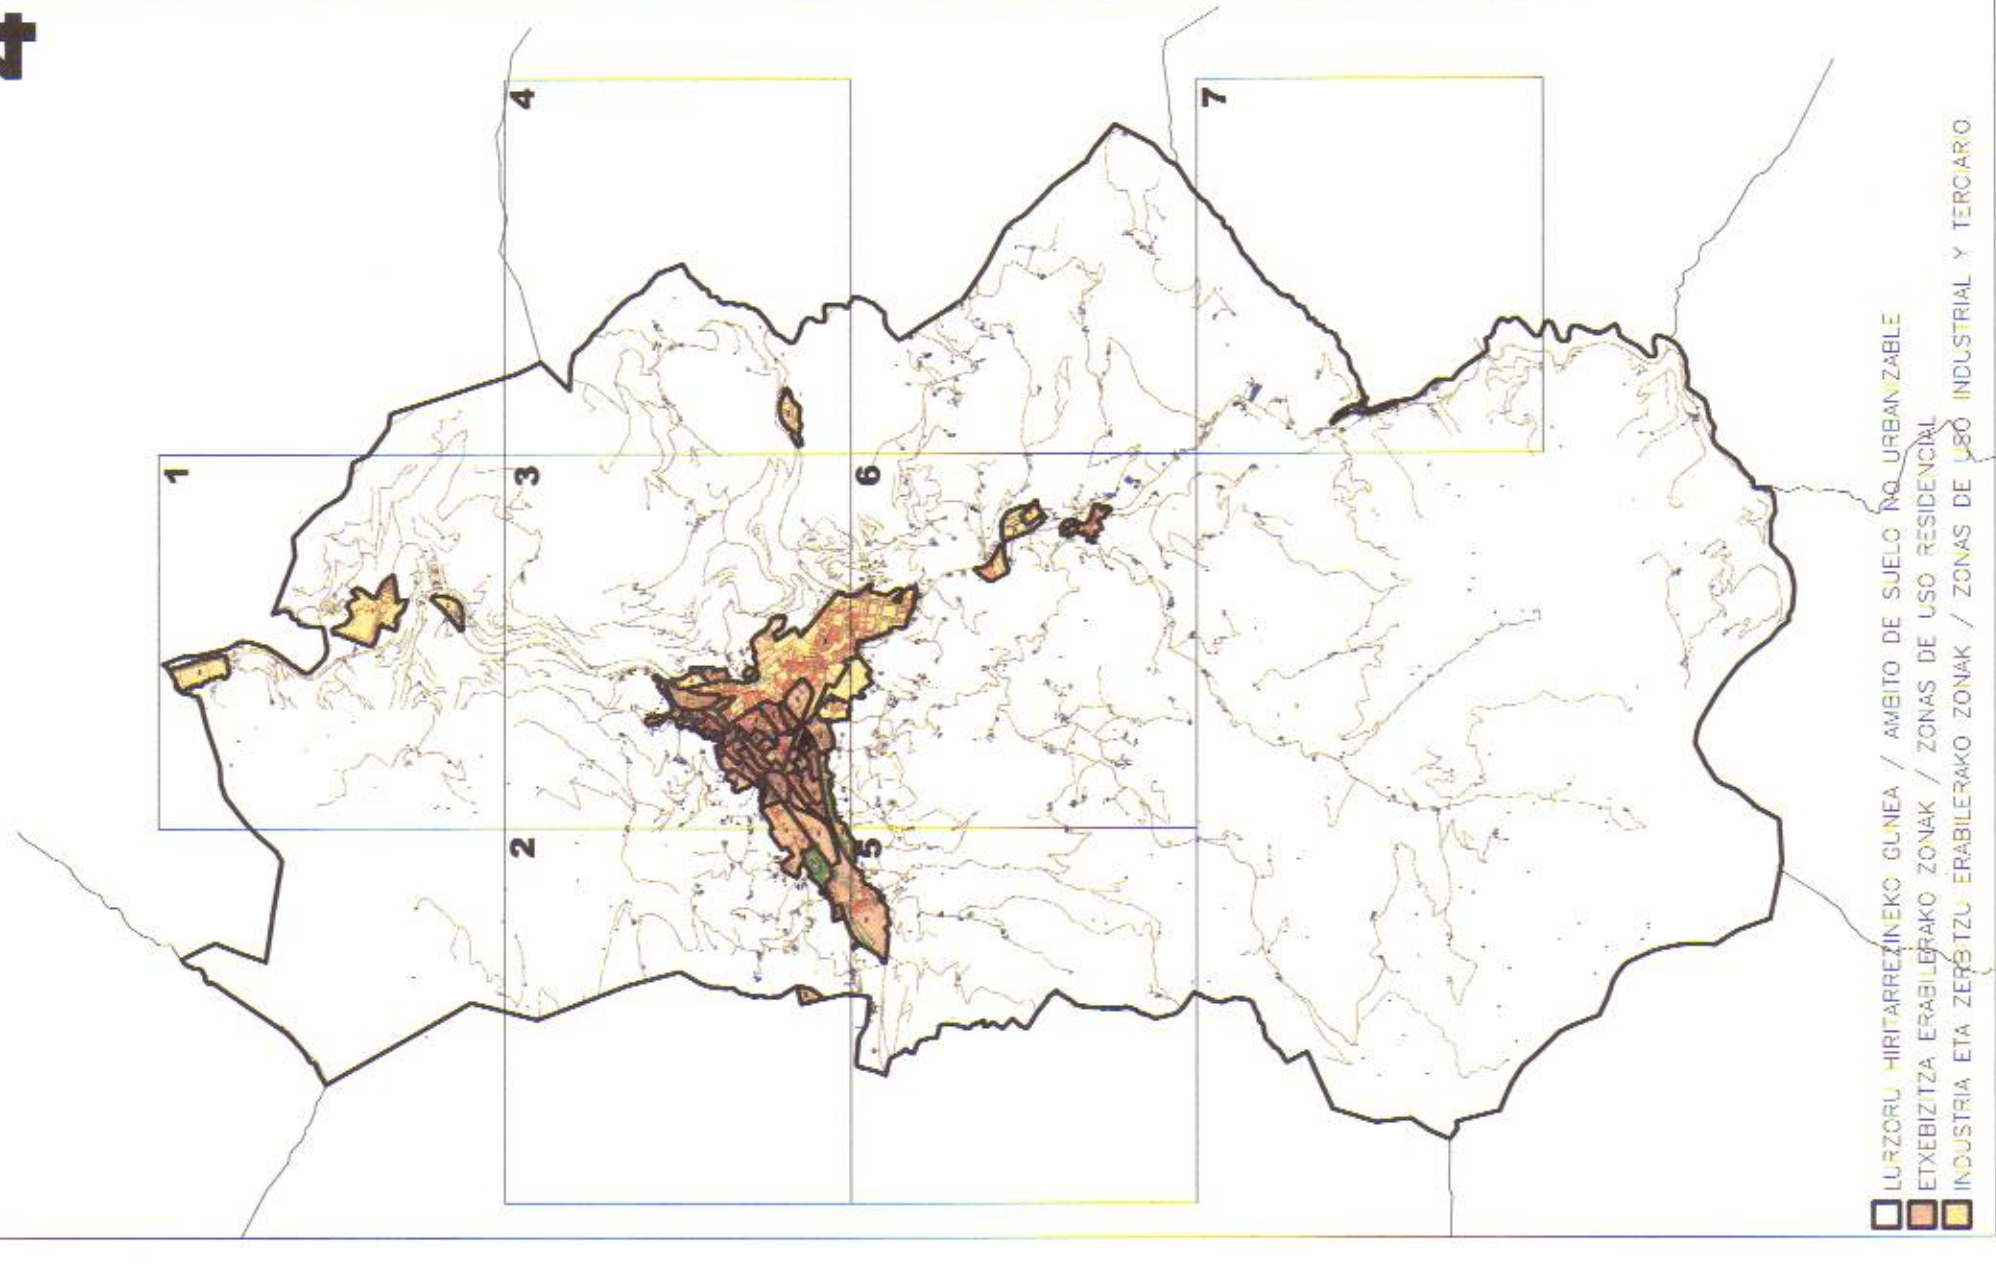 4
1
2
3
4
5
6
7
LURZORU HIRITARREZINEKO GUNEA / AMBITO DE SUELO NO URBANIZABLE
ETXEBIZITZA ERABILERAKO ZONAK / ZONAS DE USO RESIDENCIAL
INDUSTRIA ETA ZERBITZU ERABILERAKO ZONAK / ZONAS DE USO INDUSTRIAL Y TERCIARIO